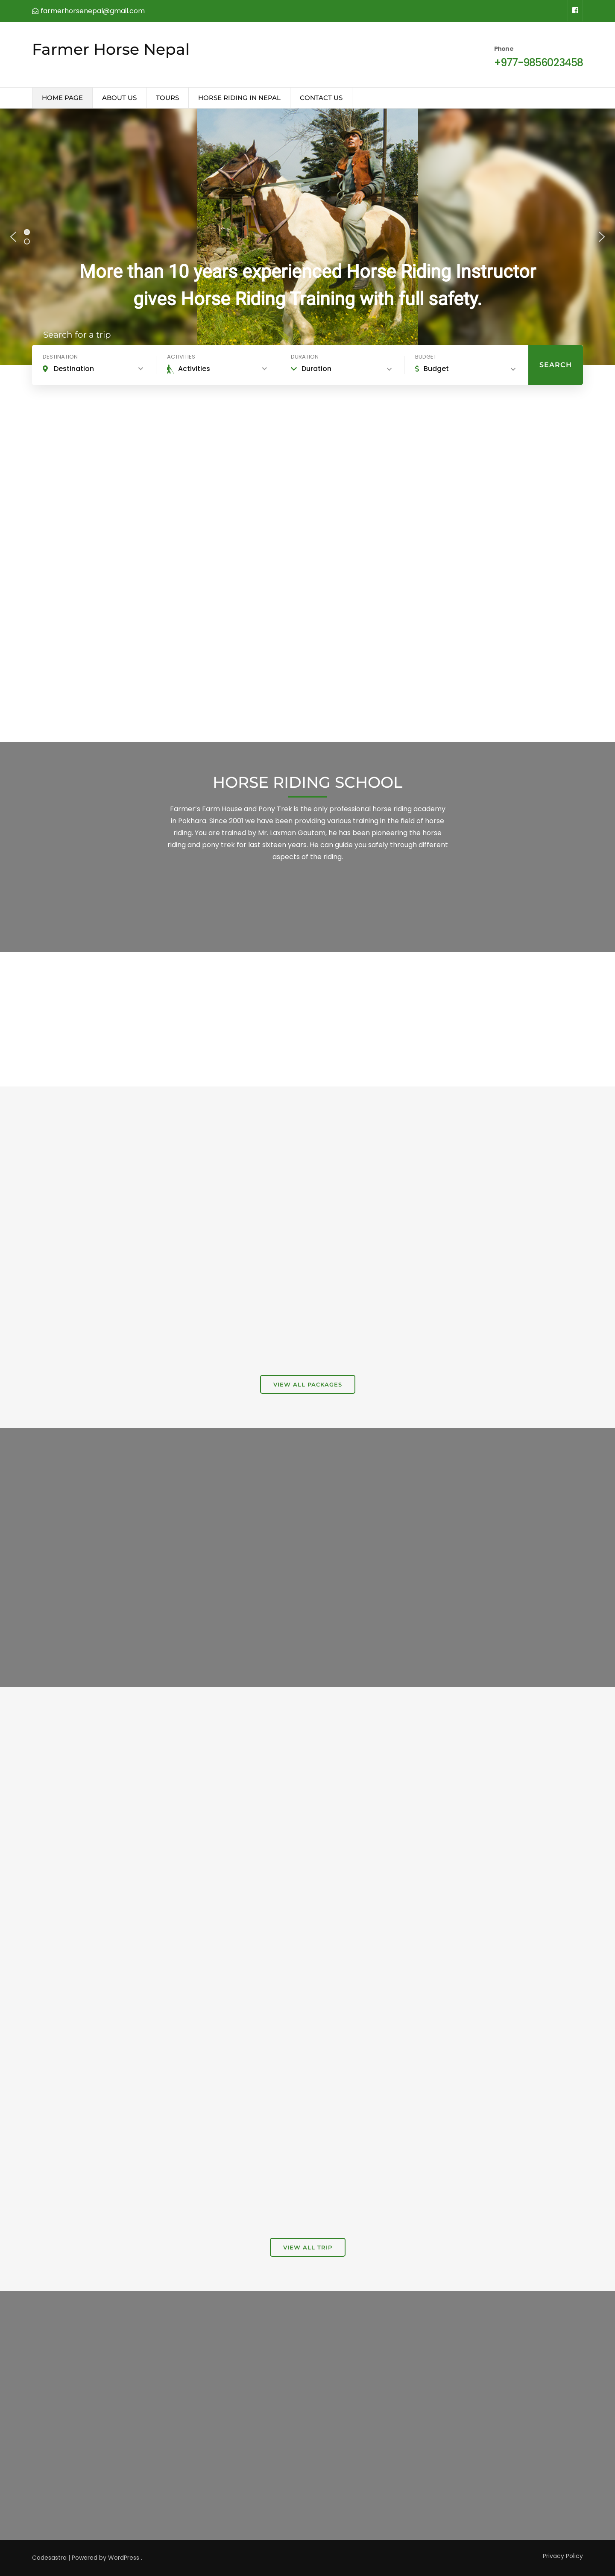 farmerhorsenepal@gmail.com
Farmer Horse Nepal
Phone
+977-9856023458
HOME PAGE
ABOUT US
TOURS
HORSE RIDING IN NEPAL
CONTACT US
More than 10 years experienced Horse Riding Instructor
gives Horse Riding Training with full safety.
Search for a trip
DESTINATION
Destination
ACTIVITIES
Activities
DURATION
Duration
BUDGET
$ Budget
SEARCH
HORSE RIDING SCHOOL
Farmer's Farm House and Pony Trek is the only professional horse riding academy
in Pokhara. Since 2001 we have been providing various training in the field of horse
riding. You are trained by Mr. Laxman Gautam, he has been pioneering the horse
riding and pony trek for last sixteen years. He can guide you safely through different
aspects of the riding.
VIEW ALL PACKAGES
VIEW ALL TRIP
Codesastra | Powered by WordPress .
Privacy Policy